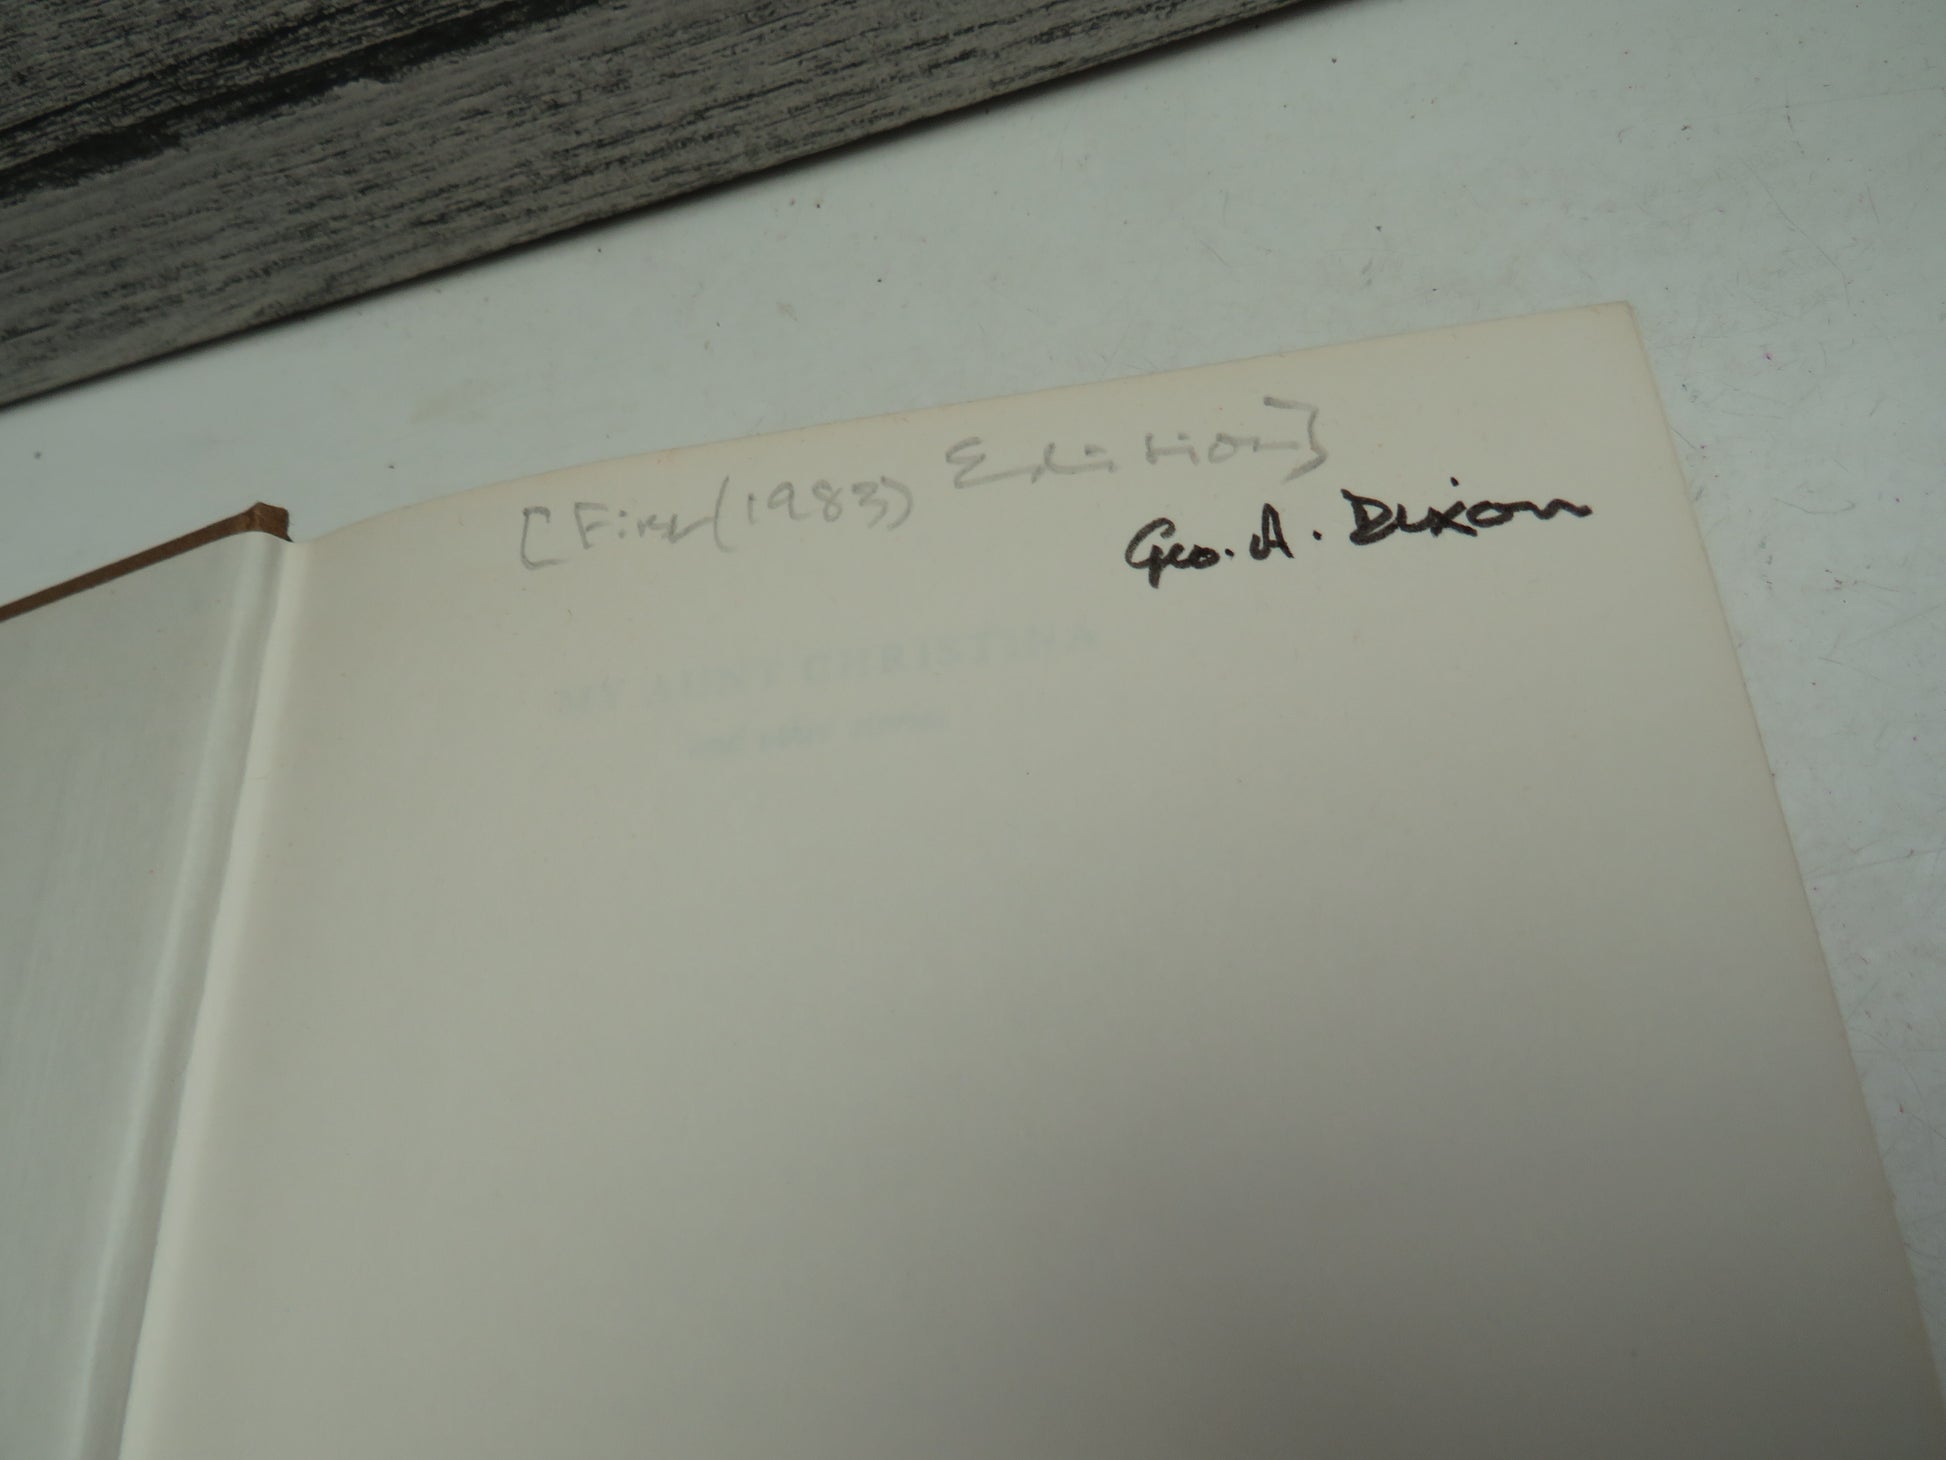 [First (1983) Edition]
Geo. A. Dixon
MY AUNT CHRISTINA
and other stories